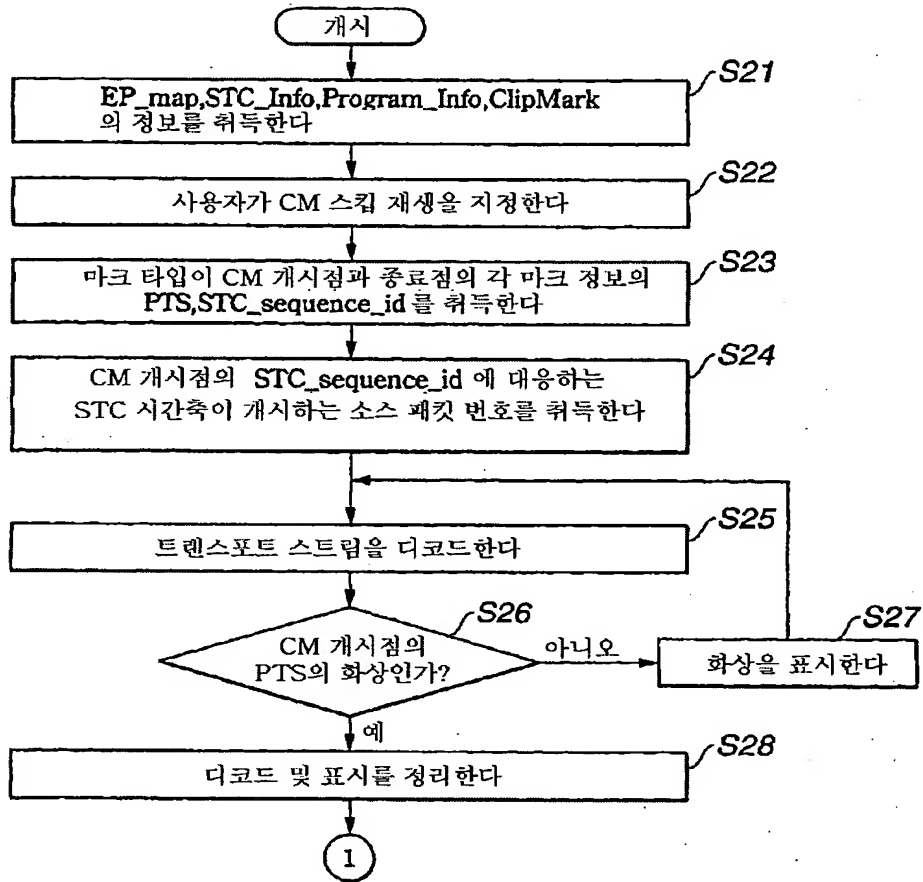 개시
S21
EP_map,STC_Info,Program_Info,ClipMark
의 정보를 취득한다
S22
사용자가 CM 스킵 재생을 지정한다
S23
마크 타입이 CM 개시점과 종료점의 각 마크 정보의
PTS,STC_sequence_id 를 취득한다
S24
CM 개시점의 STC_sequence_id 에 대응하는
STC 시간축이 개시하는 소스 패킷 번호를 취득한다
S25
트랜스포트 스트림을 디코드한다
S26
CM 개시점의
PTS의 화상인가?
아니오
S27
화상을 표시한다
예
S28
디코드 및 표시를 정리한다
1